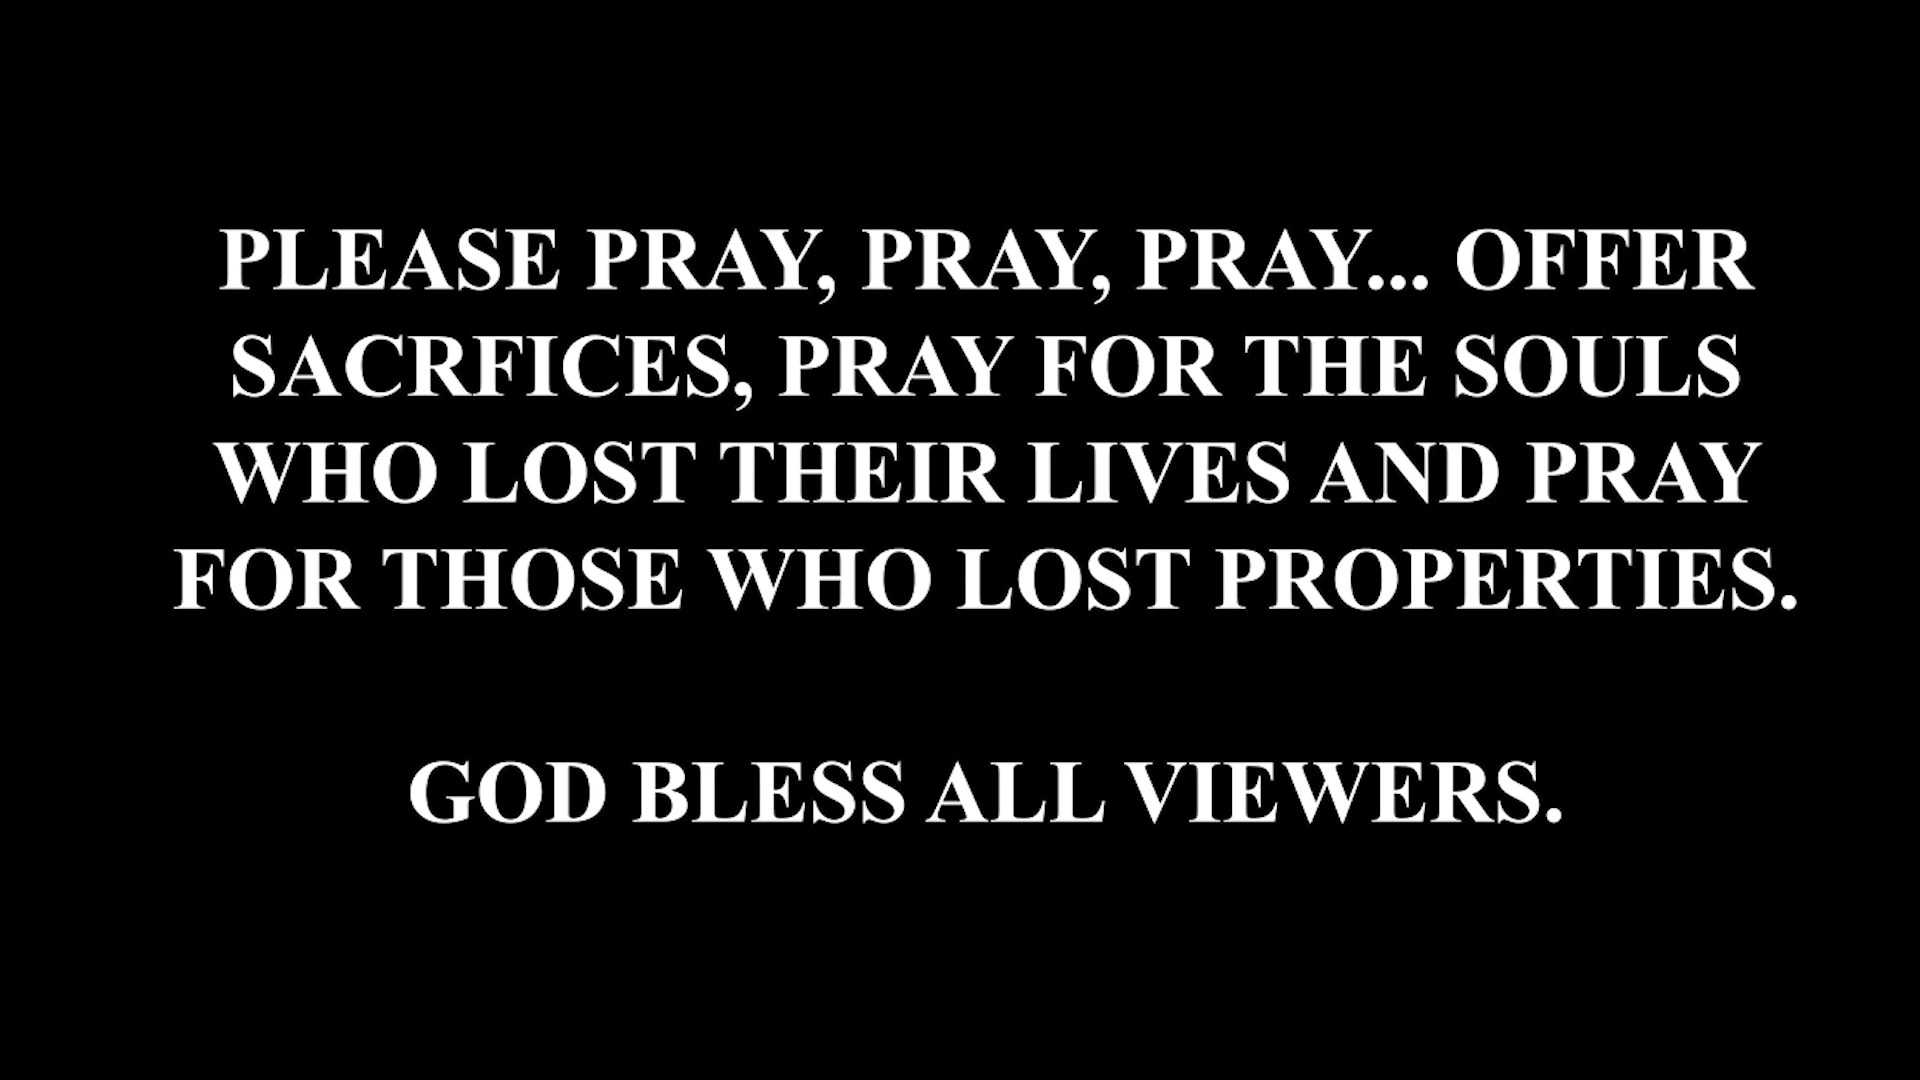 PLEASE PRAY, PRAY, PRAY... OFFER
SACRFICES, PRAY FOR THE SOULS
WHO LOST THEIR LIVES AND PRAY
FOR THOSE WHO LOST PROPERTIES.
GOD BLESS ALL VIEWERS.